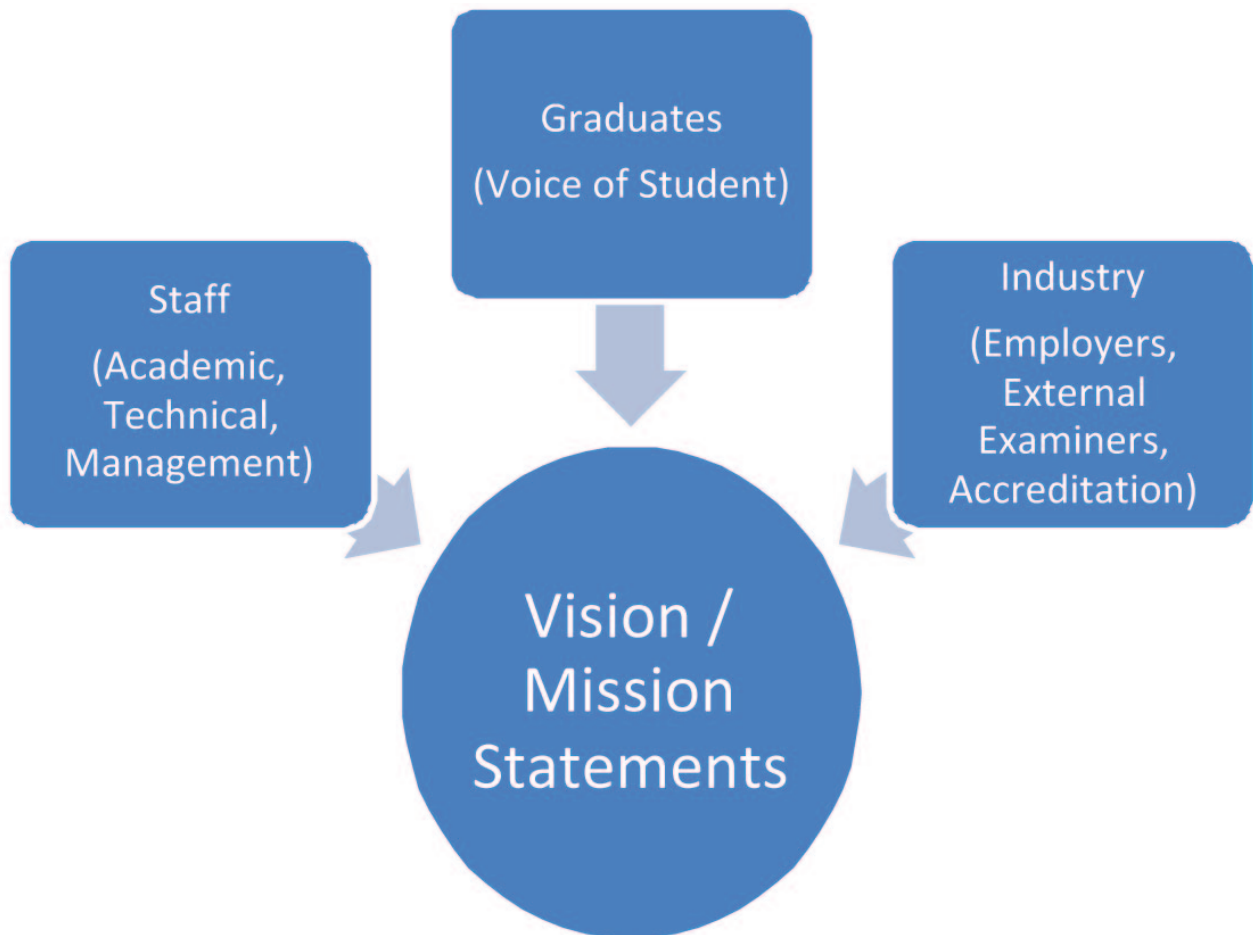 Graduates
(Voice of Student)
Staff
(Academic,
Technical,
Management)
Industry
(Employers,
External
Examiners,
Accreditation)
Vision /
Mission
Statements